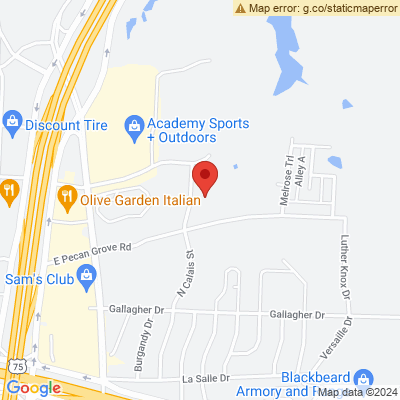 Map error: g.co/staticmaperror
Academy Sports
+ Outdoors
Discount Tire
Melrose Trl
Alley A
Olive Garden Italian
E Pecan Grove Rd
Luther Knox Dr
N Calais St
Sam's Club
Gallagher Dr
Gallagher Dr
Burgandy Dr
Versaille Dr
75
La Salle Dr
Blackbeard
Armory and F
Google
Map data ©2024